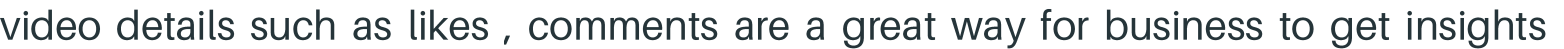 video details such as likes , comments are a great way for business to get insights